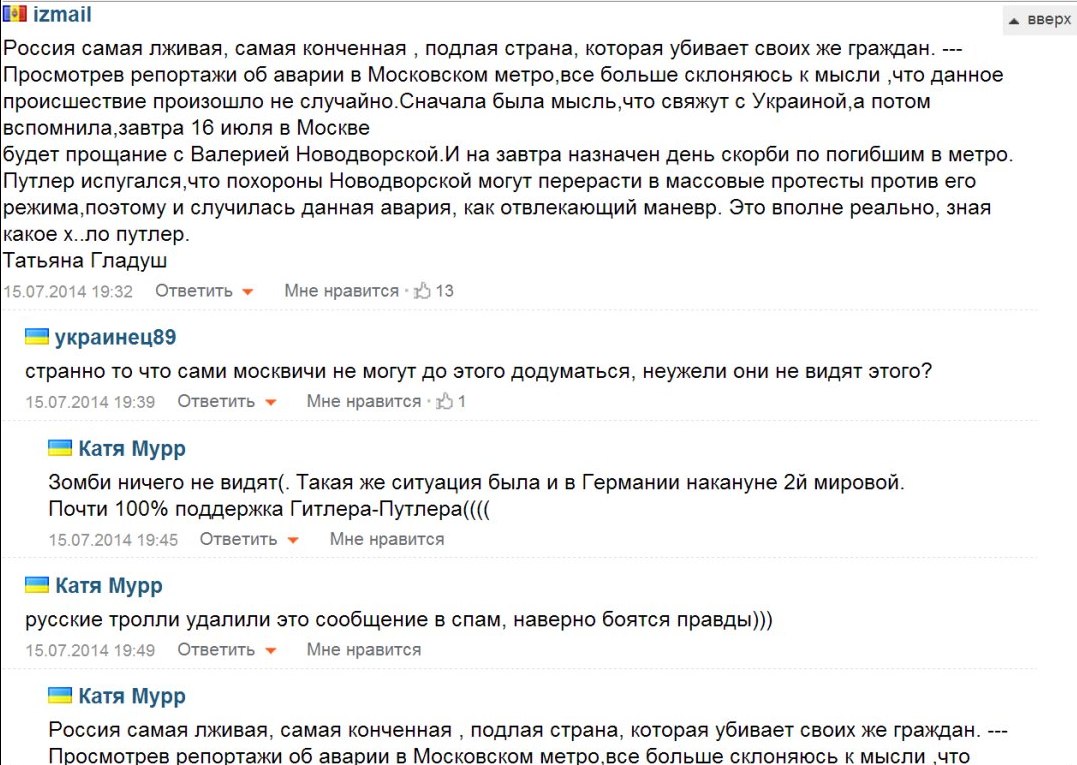 izmail
вверх
Россия самая лживая, самая конченная , подлая страна, которая убивает своих же граждан. ---
Просмотрев репортажи об аварии в Московском метро,все больше склоняюсь к мысли ,что данное
происшествие произошло не случайно.Сначала была мысль,что свяжут с Украиной,а потом
вспомнила,завтра 16 июля в Москве
будет прощание с Валерией Новодворской.И на завтра назначен день скорби по погибшим в метро.
Путлер испугался,что похороны Новодворской могут перерасти в массовые протесты против его
режима,поэтому и случилась данная авария, как отвлекающий маневр. Это вполне реально, зная
какое х..ло путлер.
Татьяна Гладуш
15.07.2014 19:32 Ответить Мне нравится · 13
украинец89
странно то что сами москвичи не могут до этого додуматься, неужели они не видят этого?
15.07.2014 19:39 Ответить Мне нравится · 1
Катя Мурр
Зомби ничего не видят(. Такая же ситуация была и в Германии накануне 2й мировой.
Почти 100% поддержка Гитлера-Путлера((((
15.07.2014 19:45 Ответить Мне нравится
Катя Мурр
русские тролли удалили это сообщение в спам, наверно боятся правды)))
15.07.2014 19:49 Ответить Мне нравится
Катя Мурр
Россия самая лживая, самая конченная , подлая страна, которая убивает своих же граждан. ---
Просмотрев репортажи об аварии в Московском метро,все больше склоняюсь к мысли ,что